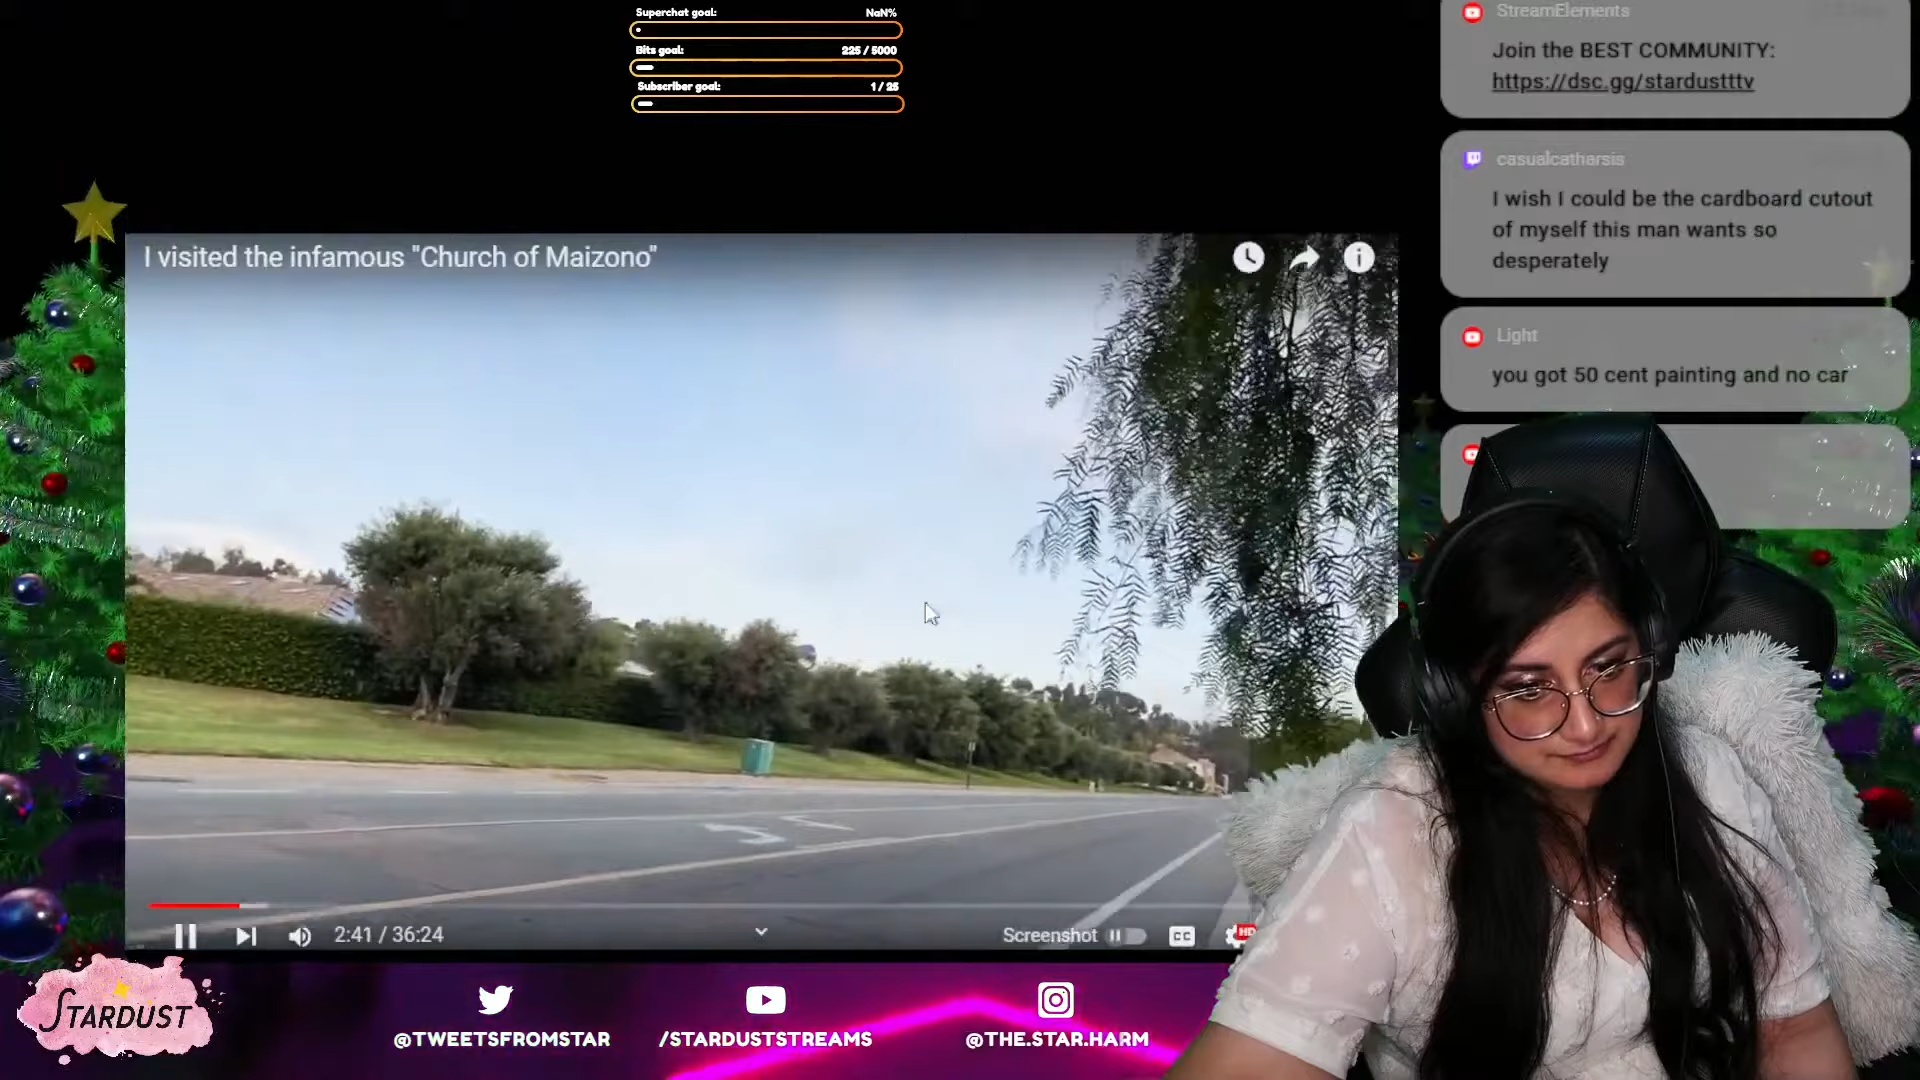 Superchat goal: NaN%
Bits goal: 225 / 5000
Subscriber goal: 1 / 25
StreamElements
Join the BEST COMMUNITY:
https://dsc.gg/stardustttv
casualcatharsis
I wish I could be the cardboard cutout
of myself this man wants so
desperately
Light
you got 50 cent painting and no car
I visited the infamous "Church of Maizono"
2:41 / 36:24
Screenshot
CC
HD
STARDUST
@TWEETSFROMSTAR
/STARDUSTSTREAMS
@THE.STAR.HARM